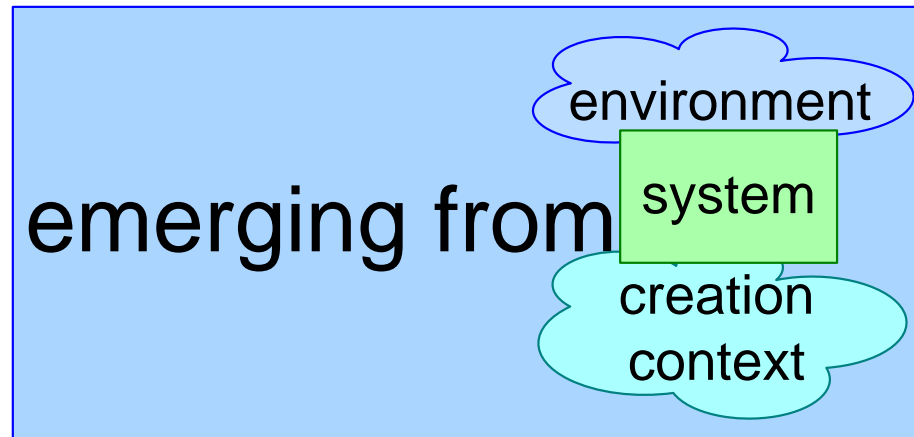 emerging from
environment
system
creation
context